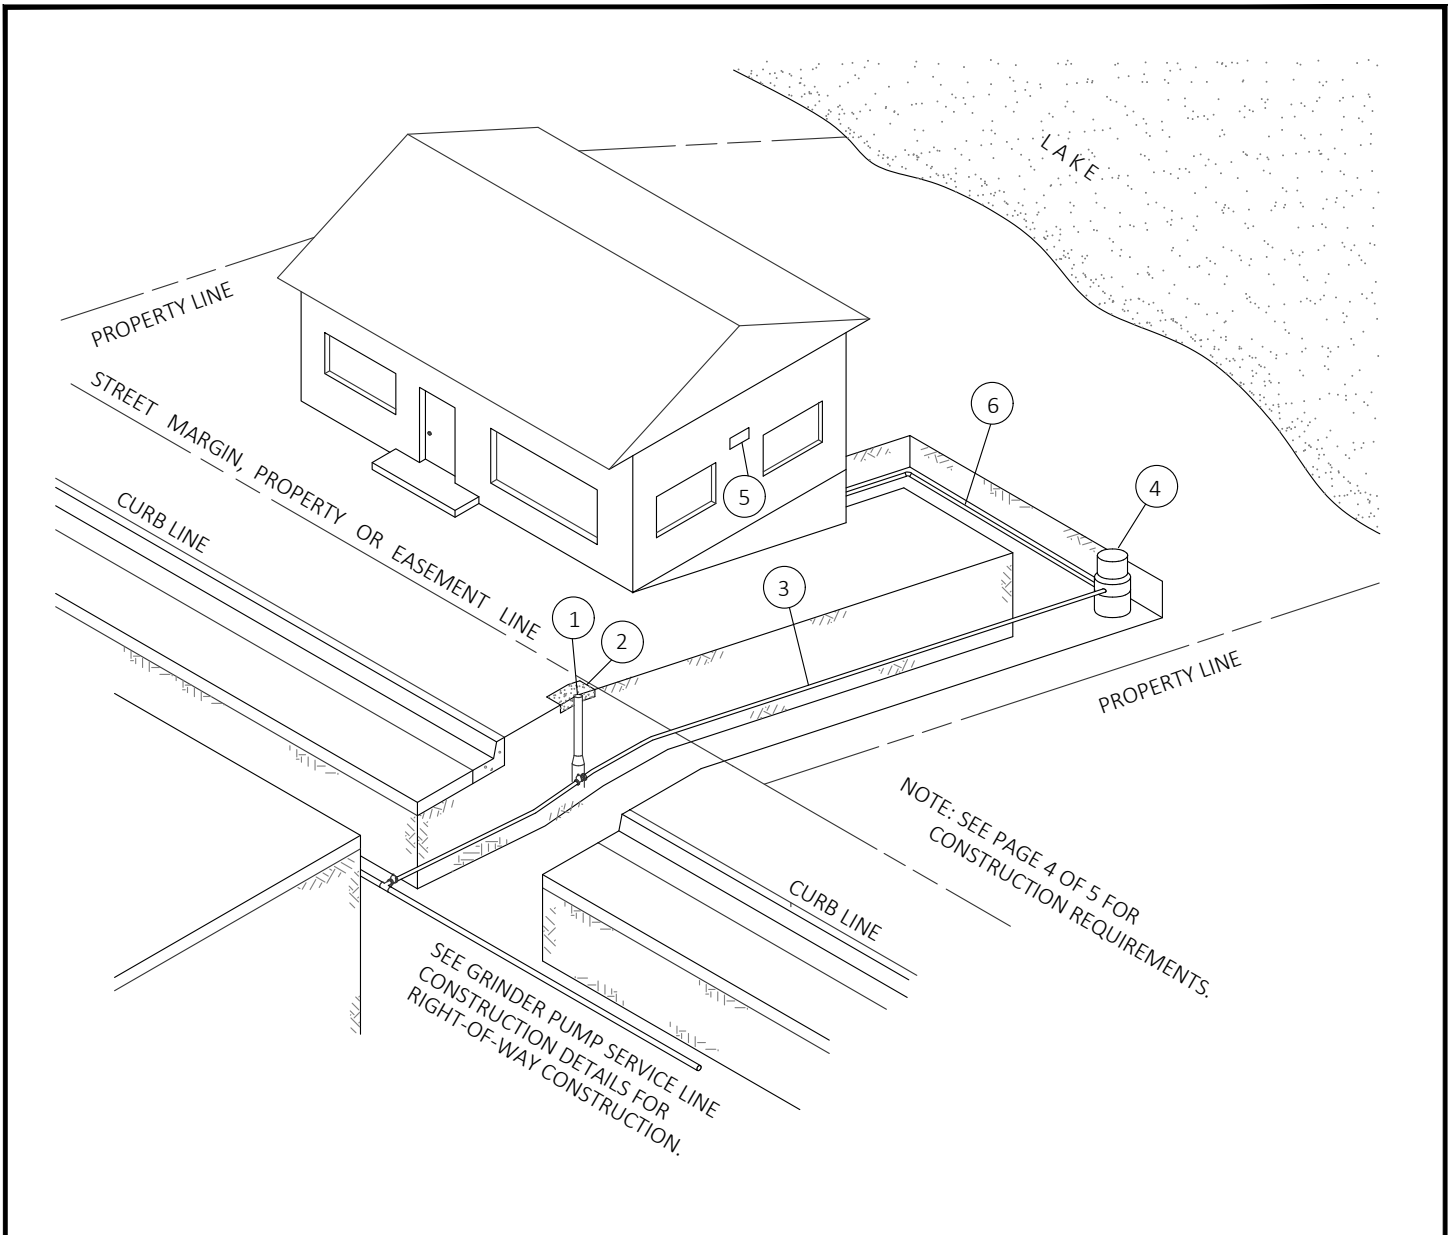 LAKE
PROPERTY LINE
STREET MARGIN, PROPERTY OR EASEMENT LINE
CURB LINE
6
4
5
3
1
2
PROPERTY LINE
NOTE: SEE PAGE 4 OF 5 FOR
CONSTRUCTION REQUIREMENTS.
CURB LINE
SEE GRINDER PUMP SERVICE LINE
CONSTRUCTION DETAILS FOR
RIGHT-OF-WAY CONSTRUCTION.